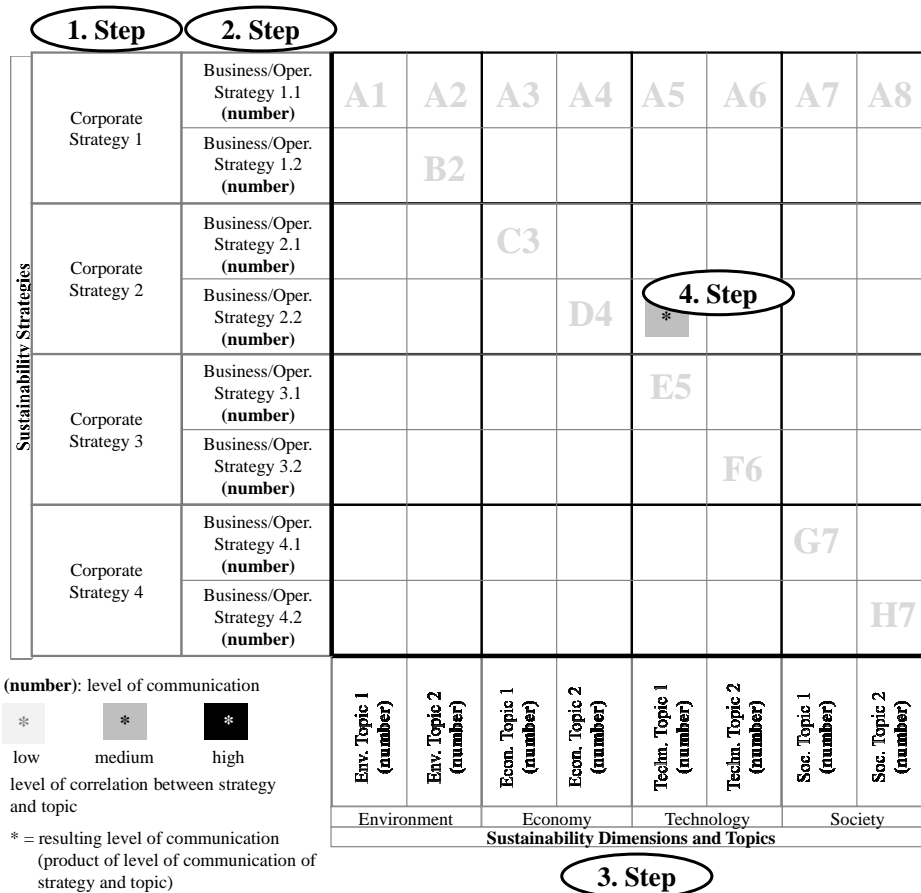 1. Step
2. Step
Sustainability Strategies
Corporate
Strategy 1
Business/Oper.
Strategy 1.1
(number)
A1 A2 A3 A4 A5 A6 A7 A8
Business/Oper.
Strategy 1.2
(number)
B2
Corporate
Strategy 2
Business/Oper.
Strategy 2.1
(number)
C3
Business/Oper.
Strategy 2.2
(number)
D4
4. Step
*
Corporate
Strategy 3
Business/Oper.
Strategy 3.1
(number)
E5
Business/Oper.
Strategy 3.2
(number)
F6
Corporate
Strategy 4
Business/Oper.
Strategy 4.1
(number)
G7
Business/Oper.
Strategy 4.2
(number)
H7
(number): level of communication
* * *
low medium high
level of correlation between strategy
and topic
* = resulting level of communication
(product of level of communication of
strategy and topic)
Env. Topic 1
(number)
Env. Topic 2
(number)
Econ. Topic 1
(number)
Econ. Topic 2
(number)
Techn. Topic 1
(number)
Techn. Topic 2
(number)
Soc. Topic 1
(number)
Soc. Topic 2
(number)
Environment Economy Technology Society
Sustainability Dimensions and Topics
3. Step